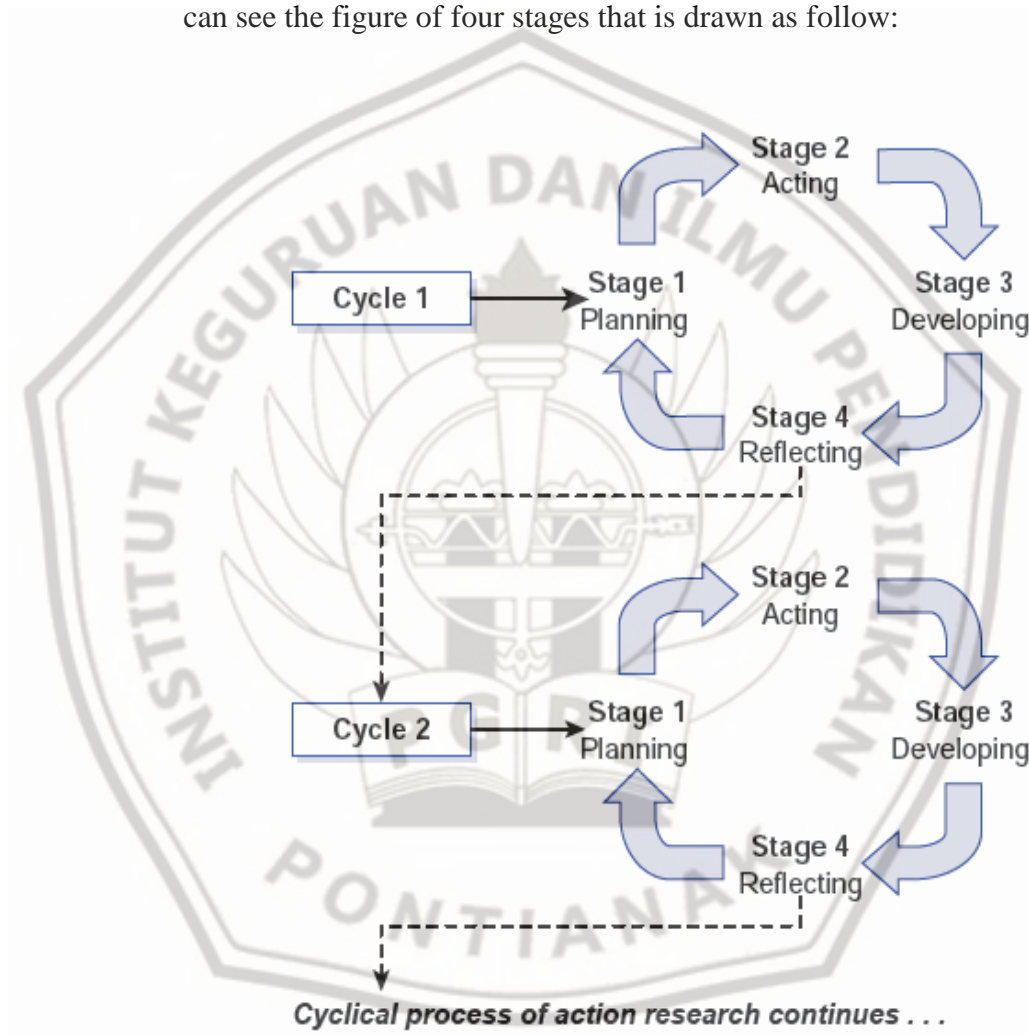 can see the figure of four stages that is drawn as follow:
Stage 2
Acting
Cycle 1
Stage 1
Planning
Stage 3
Developing
Stage 4
Reflecting
Stage 2
Acting
Cycle 2
Stage 1
Planning
Stage 3
Developing
Stage 4
Reflecting
Cyclical process of action research continues . . .
INSTITUT KEGURUAN DAN ILMU PENDIDIKAN
PGRI
PONTIANAK